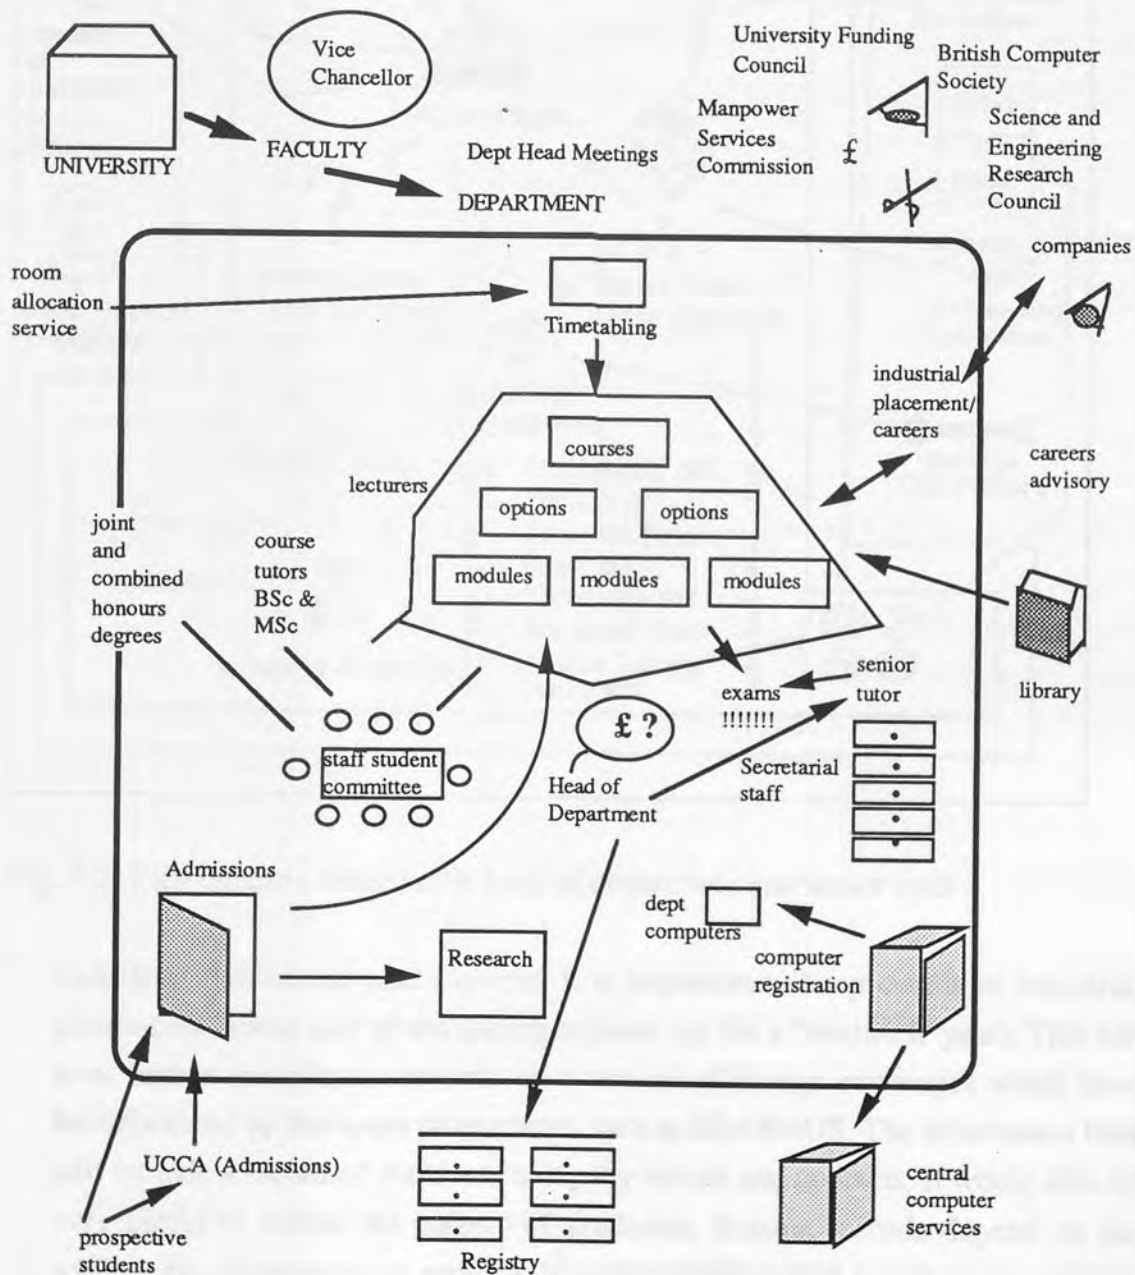 Vice
Chancellor
University Funding
Council
British Computer
Society
Manpower
Services
Commission
£
Science and
Engineering
Research
Council
UNIVERSITY
FACULTY
Dept Head Meetings
DEPARTMENT
companies
room
allocation
service
Timetabling
industrial
placement/
careers
careers
advisory
courses
lecturers
options
options
modules
modules
modules
joint
and
combined
honours
degrees
course
tutors
BSc &
MSc
library
exams
!!!!!!!
senior
tutor
£ ?
staff student
committee
Head of
Department
Secretarial
staff
Admissions
dept
computers
Research
computer
registration
UCCA (Admissions)
prospective
students
Registry
central
computer
services